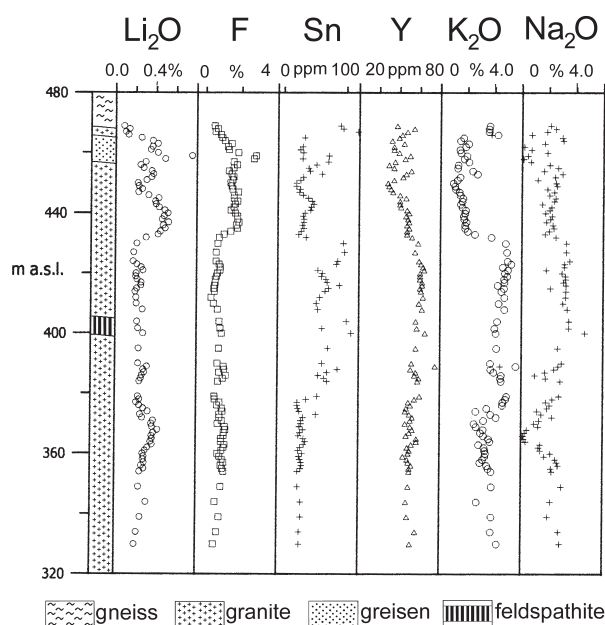 Li2O F Sn Y K2O Na2O
0.0 0.4% 0 % 4 0 ppm 100 20 ppm 80 0 % 4.0 0 % 4.0
480
440
m a.s.l.
400
360
320
gneiss granite greisen feldspathite